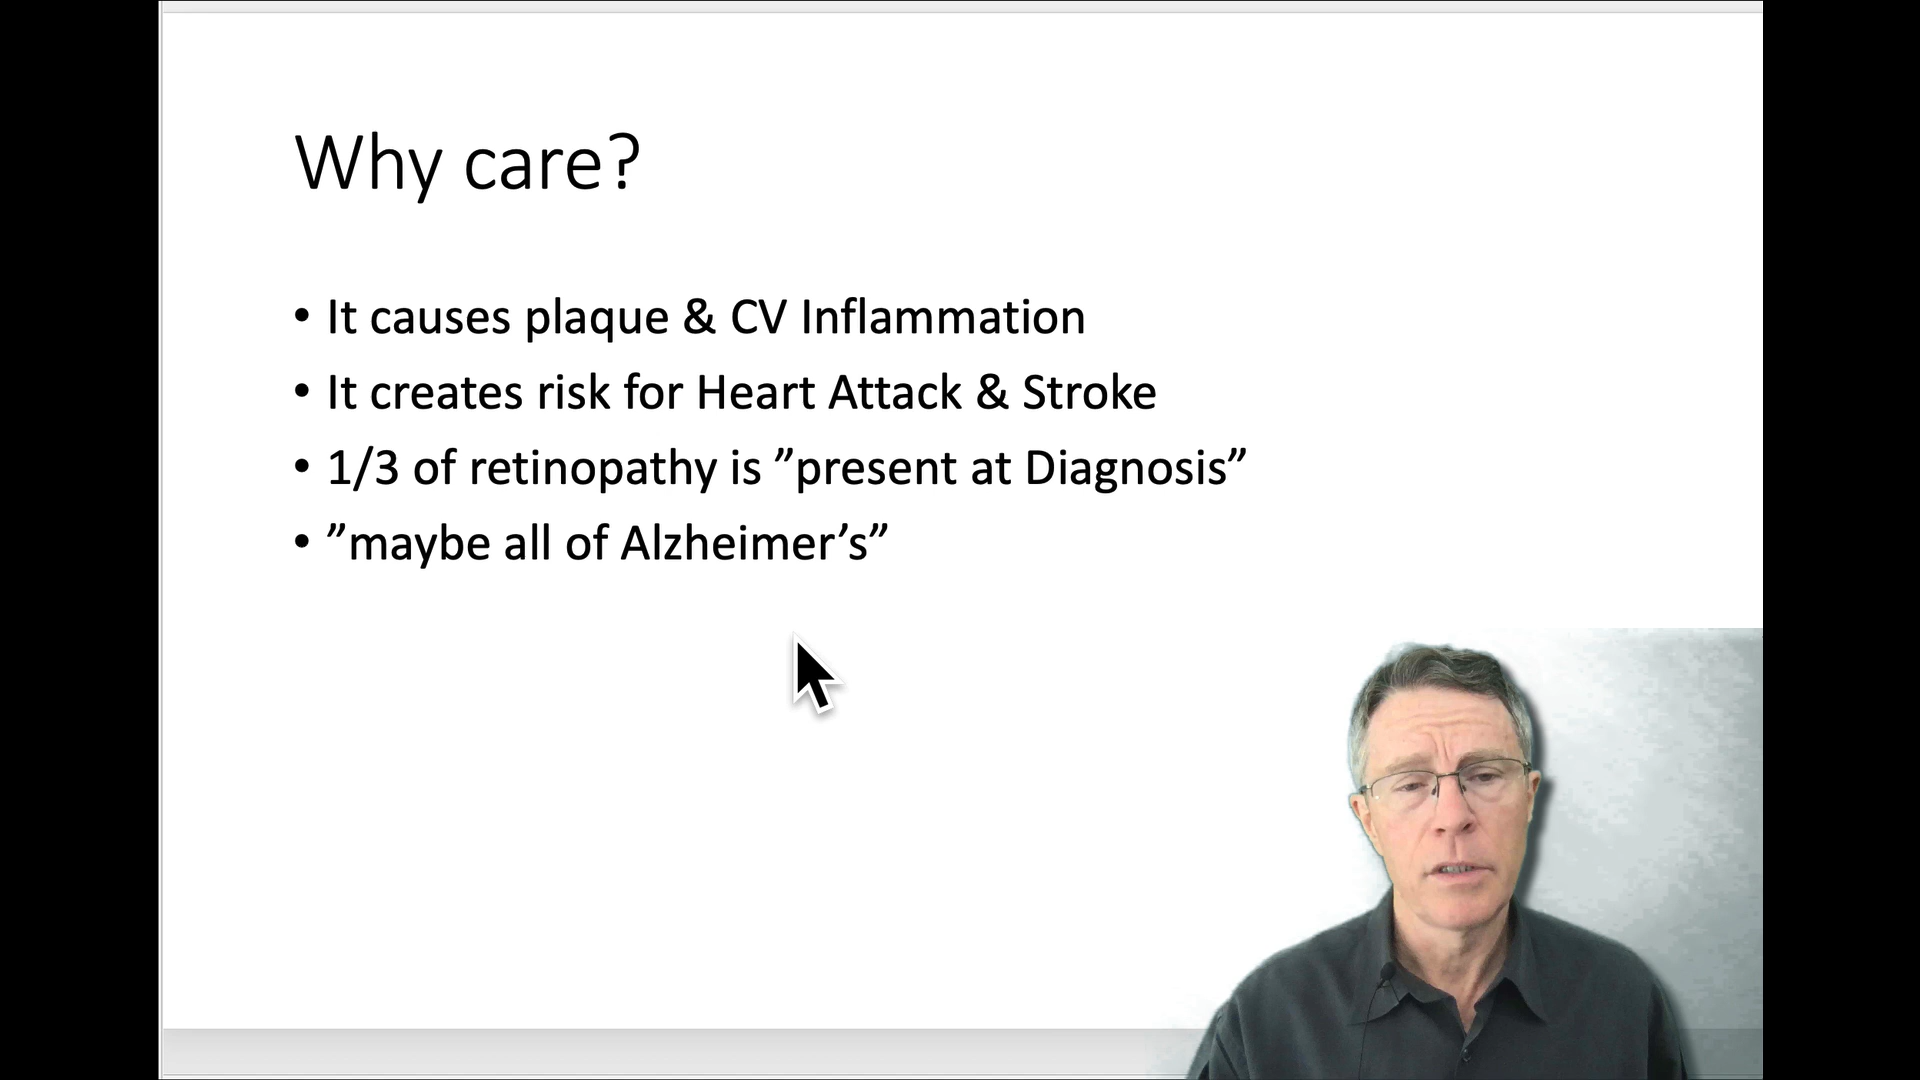 Why care?
• It causes plaque & CV Inflammation
• It creates risk for Heart Attack & Stroke
• 1/3 of retinopathy is ”present at Diagnosis”
• ”maybe all of Alzheimer’s”